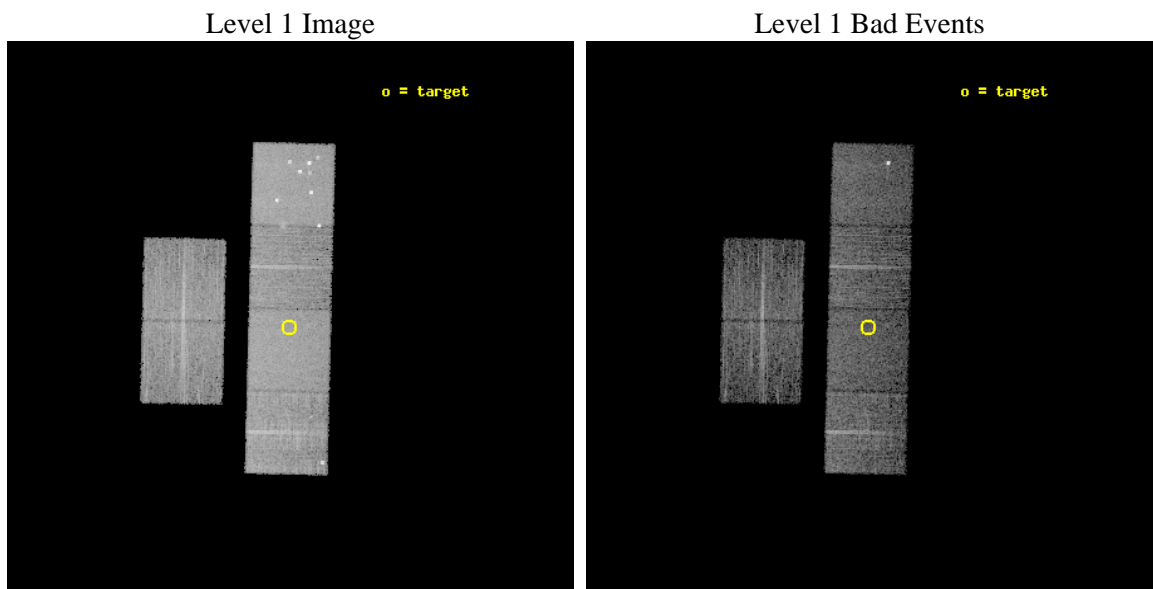 Level 1 Image
Level 1 Bad Events
o = target
o = target